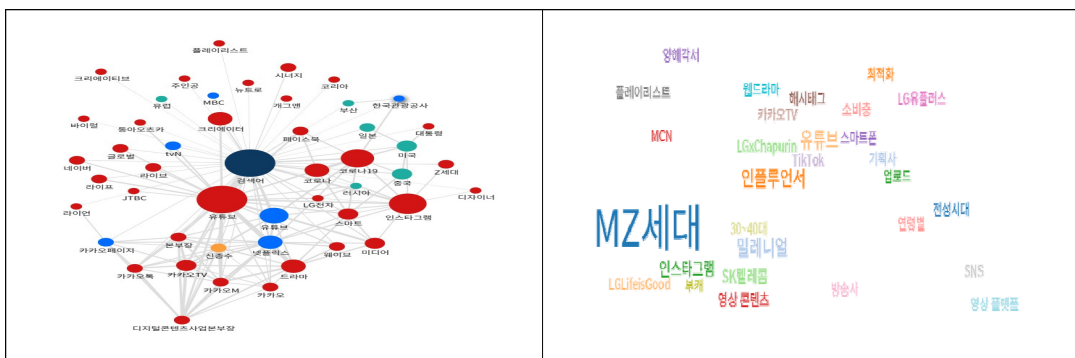 플레이리스트
크리에이티브
시너지
주인공
코리아
유럽
MBC
뉴트로
개그맨
부산
한국관광공사
바이럴
동아오츠카
크리에이터
페이스북
일본
대통령
글로벌
tvN
미국
네이버
라이브
검색어
코로나
코로나19
중국
Z세대
라이프
JTBC
러시아
디자이너
라이언
유튜브
LG전자
인스타그램
유튜브
스마트
카카오페이지
본부장
신종수
넷플릭스
웨이브
미디어
카카오톡
카카오TV
카카오M
드라마
카카오
디지털콘텐츠사업본부장
양해각서
최적화
플레이리스트
웹드라마
해시태그
LG유플러스
카카오TV
소비층
MCN
LGxChapurin
유튜브
스마트폰
TikTok
기획사
인플루언서
업로드
MZ세대
30~40대
연령별
전성시대
밀레니얼
인스타그램
SK텔레콤
SNS
LGLifeisGood
부캐
영상 콘텐츠
방송사
영상 플랫폼